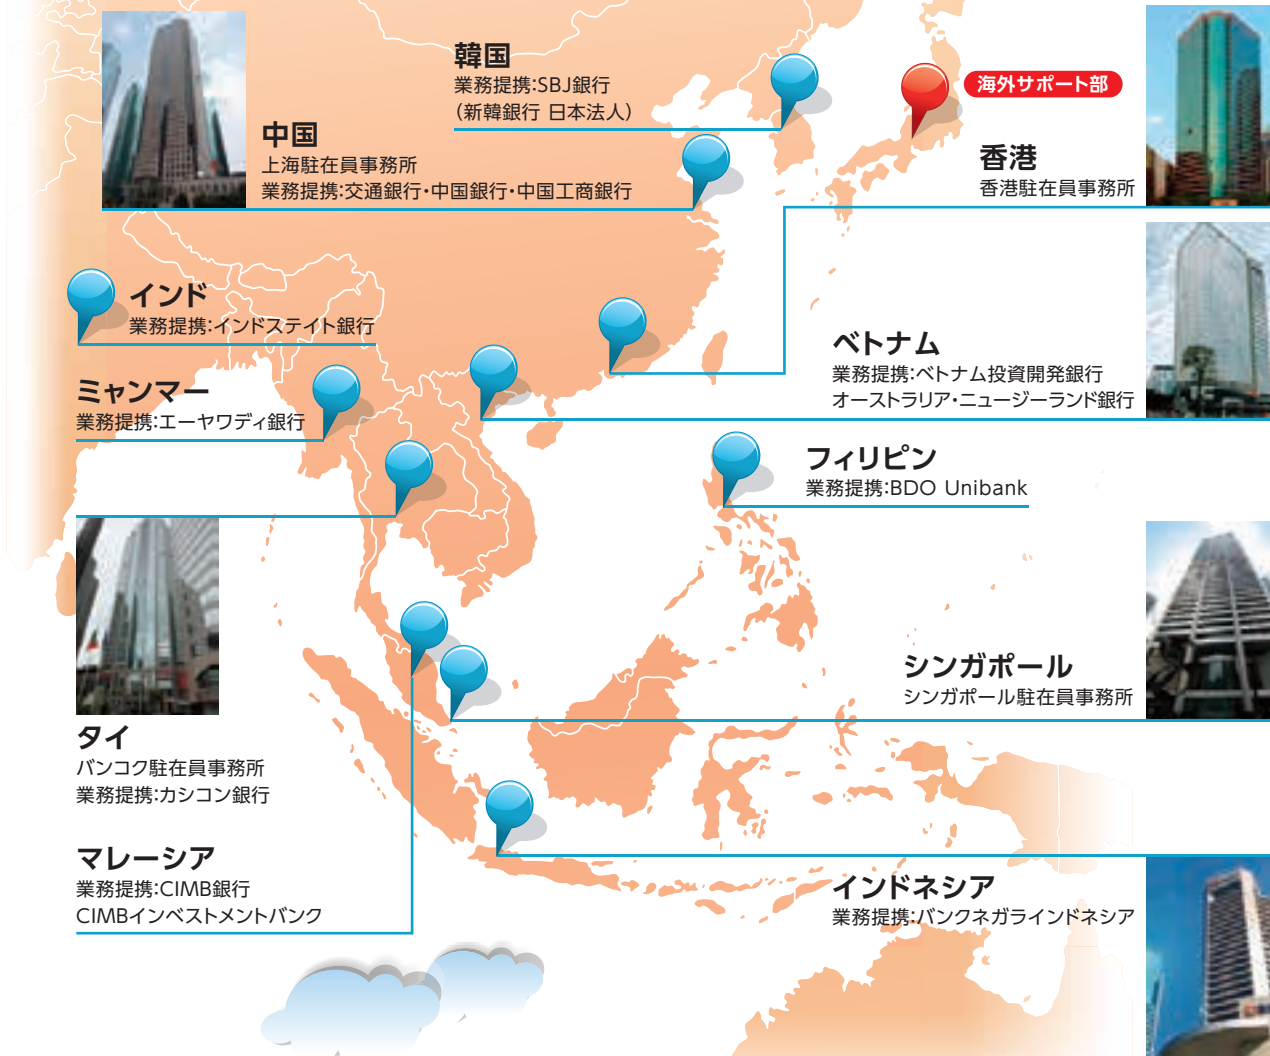 韓国
業務提携:SBJ銀行
（新韓銀行 日本法人）
海外サポート部
中国
上海駐在員事務所
業務提携:交通銀行・中国銀行・中国工商銀行
香港
香港駐在員事務所
インド
業務提携:インドステイト銀行
ベトナム
業務提携:ベトナム投資開発銀行
オーストラリア・ニュージーランド銀行
ミャンマー
業務提携:エーヤワディ銀行
フィリピン
業務提携:BDO Unibank
シンガポール
シンガポール駐在員事務所
タイ
バンコク駐在員事務所
業務提携:カシコン銀行
マレーシア
業務提携:CIMB銀行
CIMBインベストメントバンク
インドネシア
業務提携:バンクネガラインドネシア